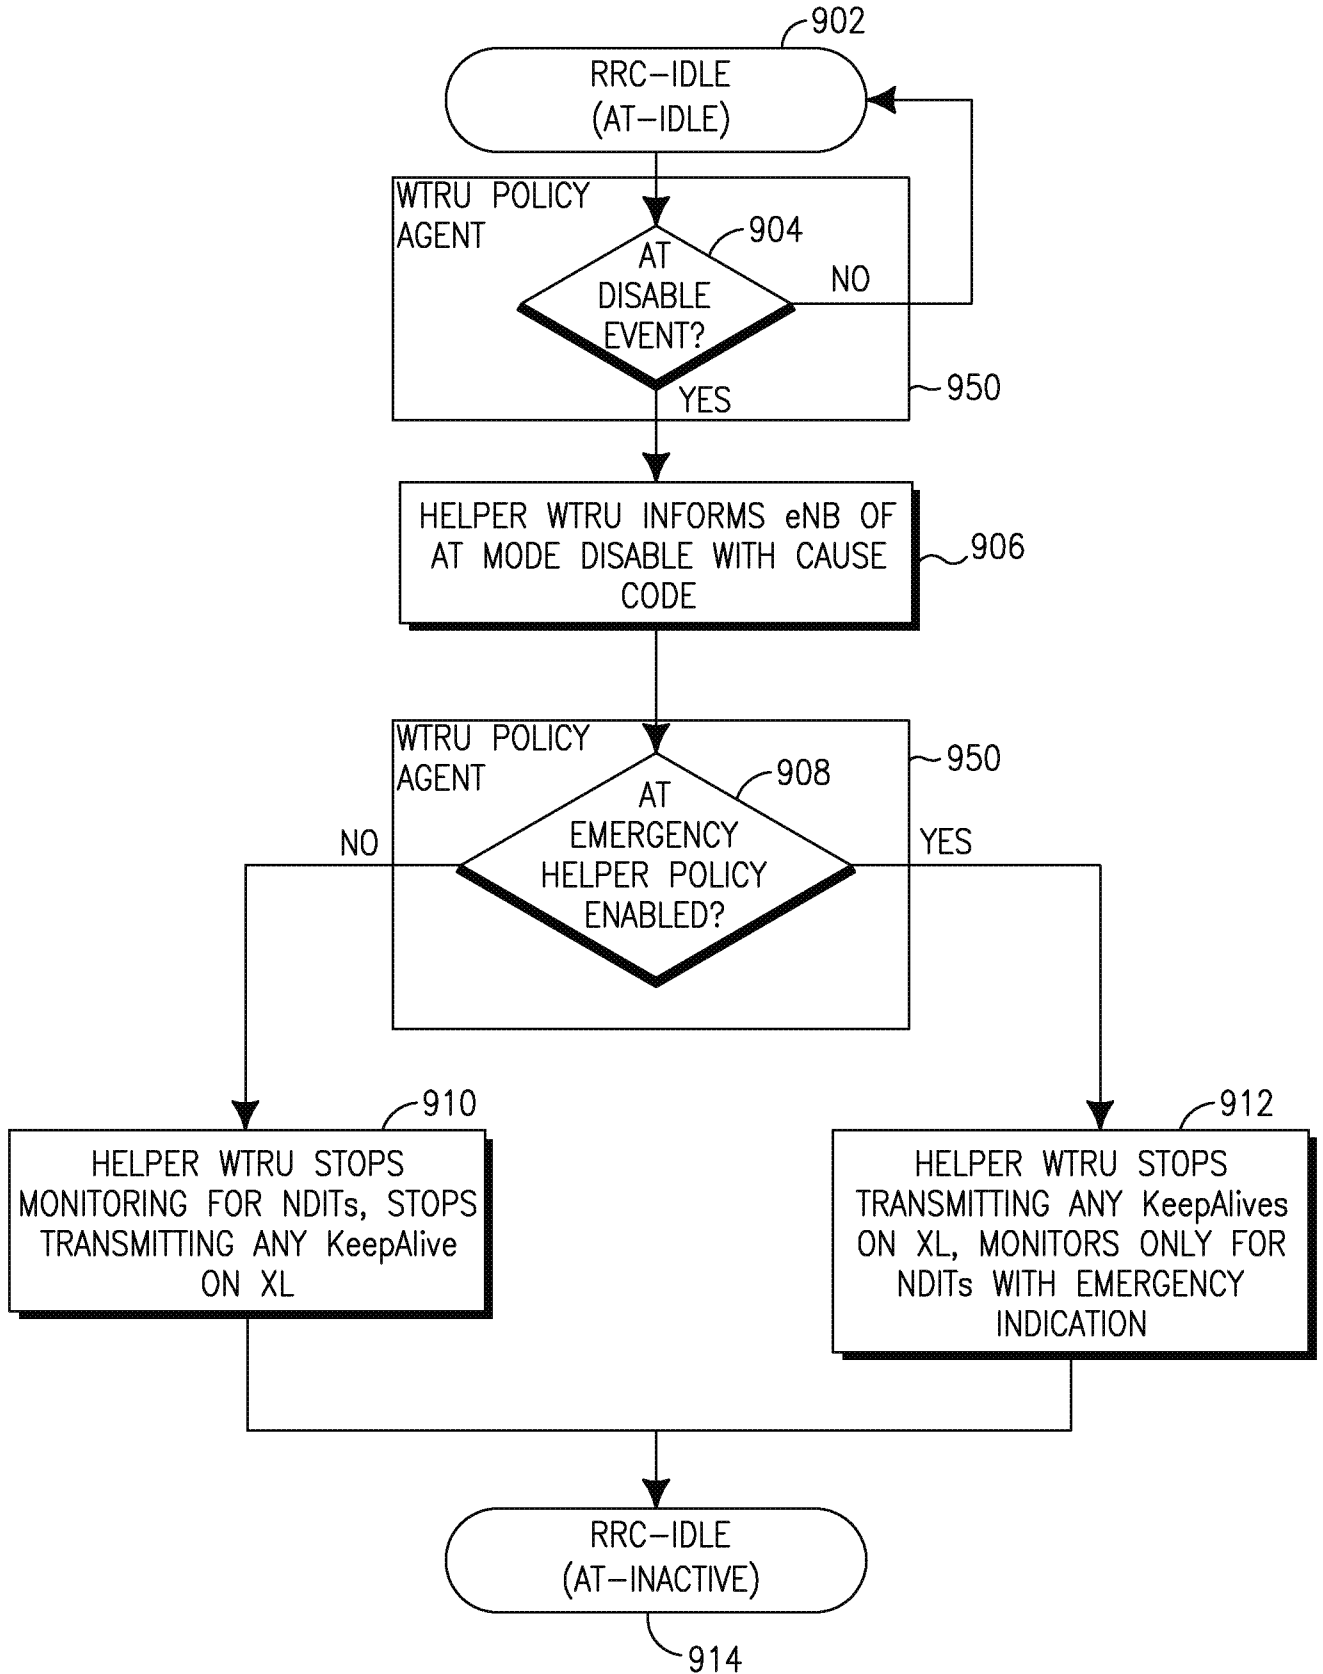 902
RRC-IDLE
(AT-IDLE)
WTRU POLICY
AGENT
904
AT
DISABLE
EVENT?
NO
950
YES
HELPER WTRU INFORMS eNB OF
AT MODE DISABLE WITH CAUSE
CODE
906
WTRU POLICY
AGENT
950
908
AT
EMERGENCY
HELPER POLICY
ENABLED?
NO
YES
910
HELPER WTRU STOPS
MONITORING FOR NDITs, STOPS
TRANSMITTING ANY KeepAlive
ON XL
912
HELPER WTRU STOPS
TRANSMITTING ANY KeepAlives
ON XL, MONITORS ONLY FOR
NDITs WITH EMERGENCY
INDICATION
RRC-IDLE
(AT-INACTIVE)
914